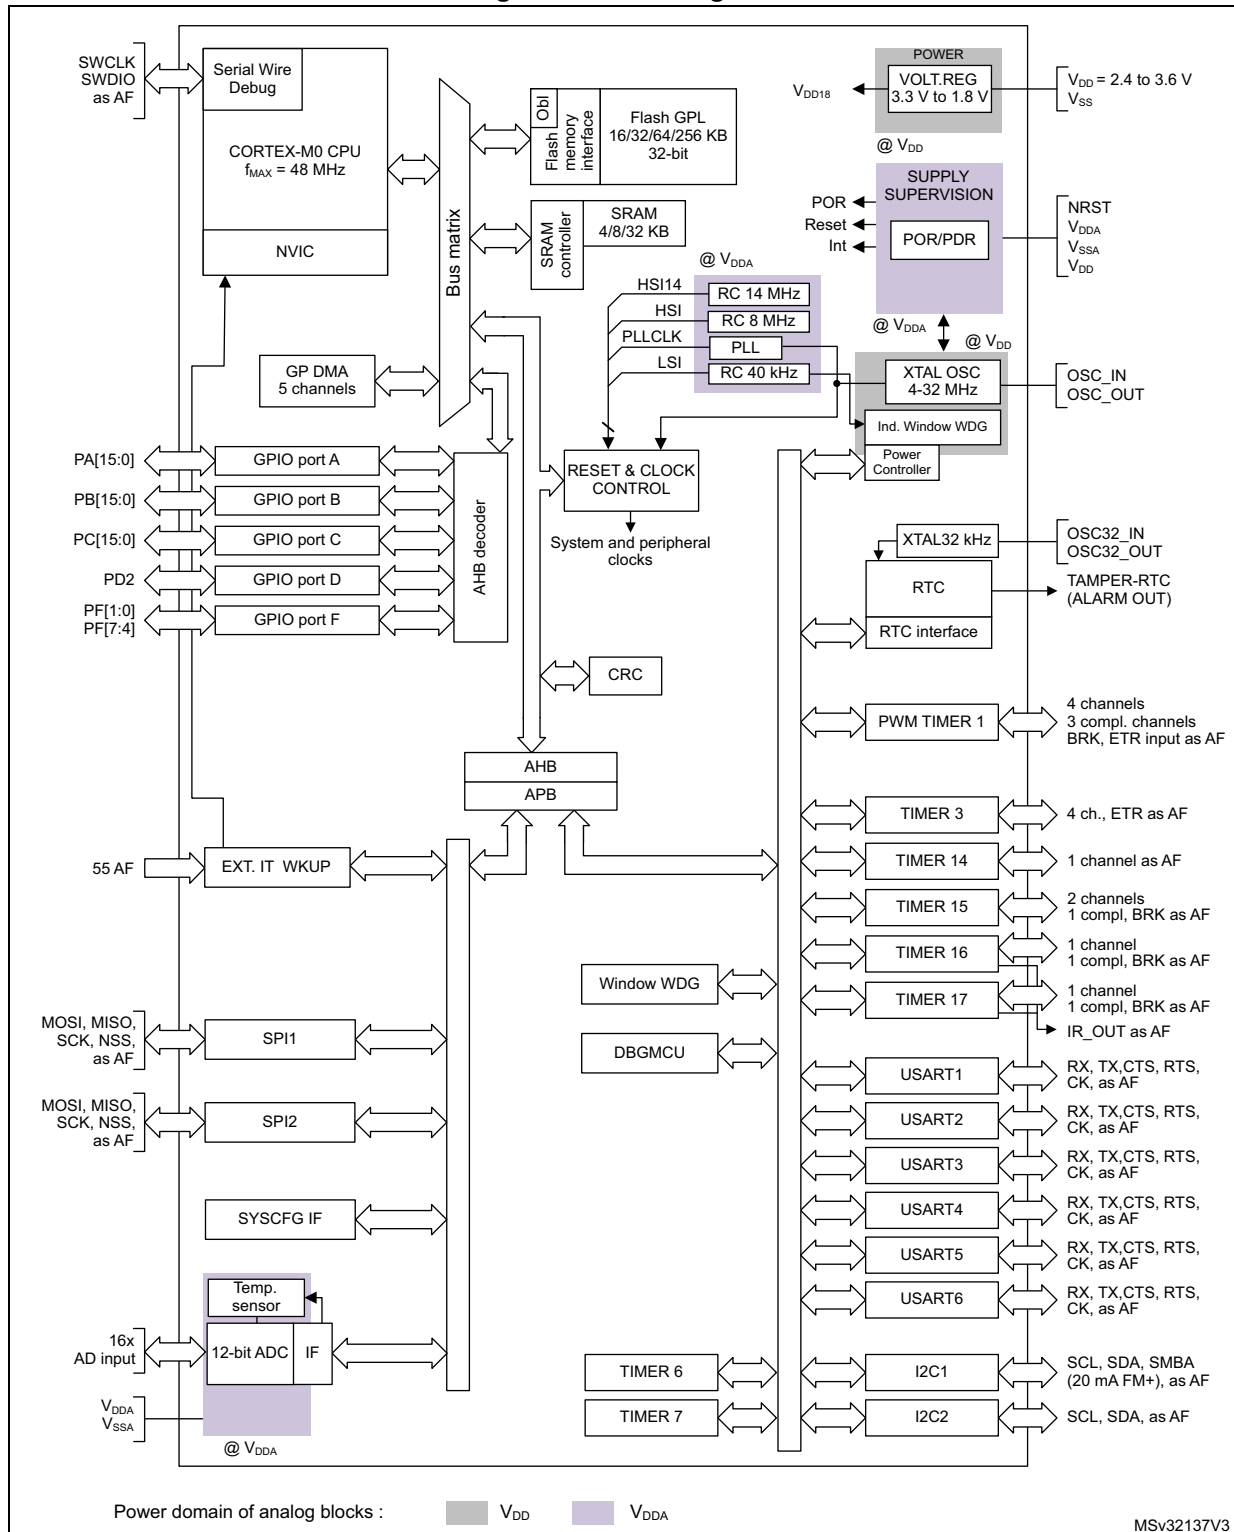 SWCLK
SWDIO
as AF
Serial Wire
Debug
CORTEX-M0 CPU
fMAX = 48 MHz
NVIC
Bus matrix
Obl
Flash
memory
interface
Flash GPL
16/32/64/256 KB
32-bit
SRAM
controller
SRAM
4/8/32 KB
POWER
VOLT.REG
3.3 V to 1.8 V
VDD18
VDD = 2.4 to 3.6 V
VSS
@ VDD
SUPPLY
SUPERVISION
POR
Reset
Int
POR/PDR
NRST
VDDA
VSSA
VDD
@ VDDA
HSI14
RC 14 MHz
HSI
RC 8 MHz
PLLCLK
PLL
LSI
RC 40 kHz
@ VDDA
@ VDD
XTAL OSC
4-32 MHz
OSC_IN
OSC_OUT
Ind. Window WDG
Power
Controller
GP DMA
5 channels
PA[15:0]
GPIO port A
PB[15:0]
GPIO port B
PC[15:0]
GPIO port C
PD2
GPIO port D
PF[1:0]
PF[7:4]
GPIO port F
AHB decoder
RESET & CLOCK
CONTROL
System and peripheral
clocks
XTAL32 kHz
OSC32_IN
OSC32_OUT
RTC
TAMPER-RTC
(ALARM OUT)
RTC interface
CRC
AHB
APB
PWM TIMER 1
4 channels
3 compl. channels
BRK, ETR input as AF
TIMER 3
4 ch., ETR as AF
55 AF
EXT. IT WKUP
TIMER 14
1 channel as AF
TIMER 15
2 channels
1 compl, BRK as AF
TIMER 16
1 channel
1 compl, BRK as AF
Window WDG
TIMER 17
1 channel
1 compl, BRK as AF
IR_OUT as AF
MOSI, MISO,
SCK, NSS,
as AF
SPI1
DBGMCU
USART1
RX, TX,CTS, RTS,
CK, as AF
MOSI, MISO,
SCK, NSS,
as AF
SPI2
USART2
RX, TX,CTS, RTS,
CK, as AF
USART3
RX, TX,CTS, RTS,
CK, as AF
SYSCFG IF
USART4
RX, TX,CTS, RTS,
CK, as AF
USART5
RX, TX,CTS, RTS,
CK, as AF
USART6
RX, TX,CTS, RTS,
CK, as AF
Temp.
sensor
16x
AD input
12-bit ADC
IF
VDDA
VSSA
@ VDDA
TIMER 6
I2C1
SCL, SDA, SMBA
(20 mA FM+), as AF
TIMER 7
I2C2
SCL, SDA, as AF
Power domain of analog blocks :
VDD
VDDA
MSv32137V3